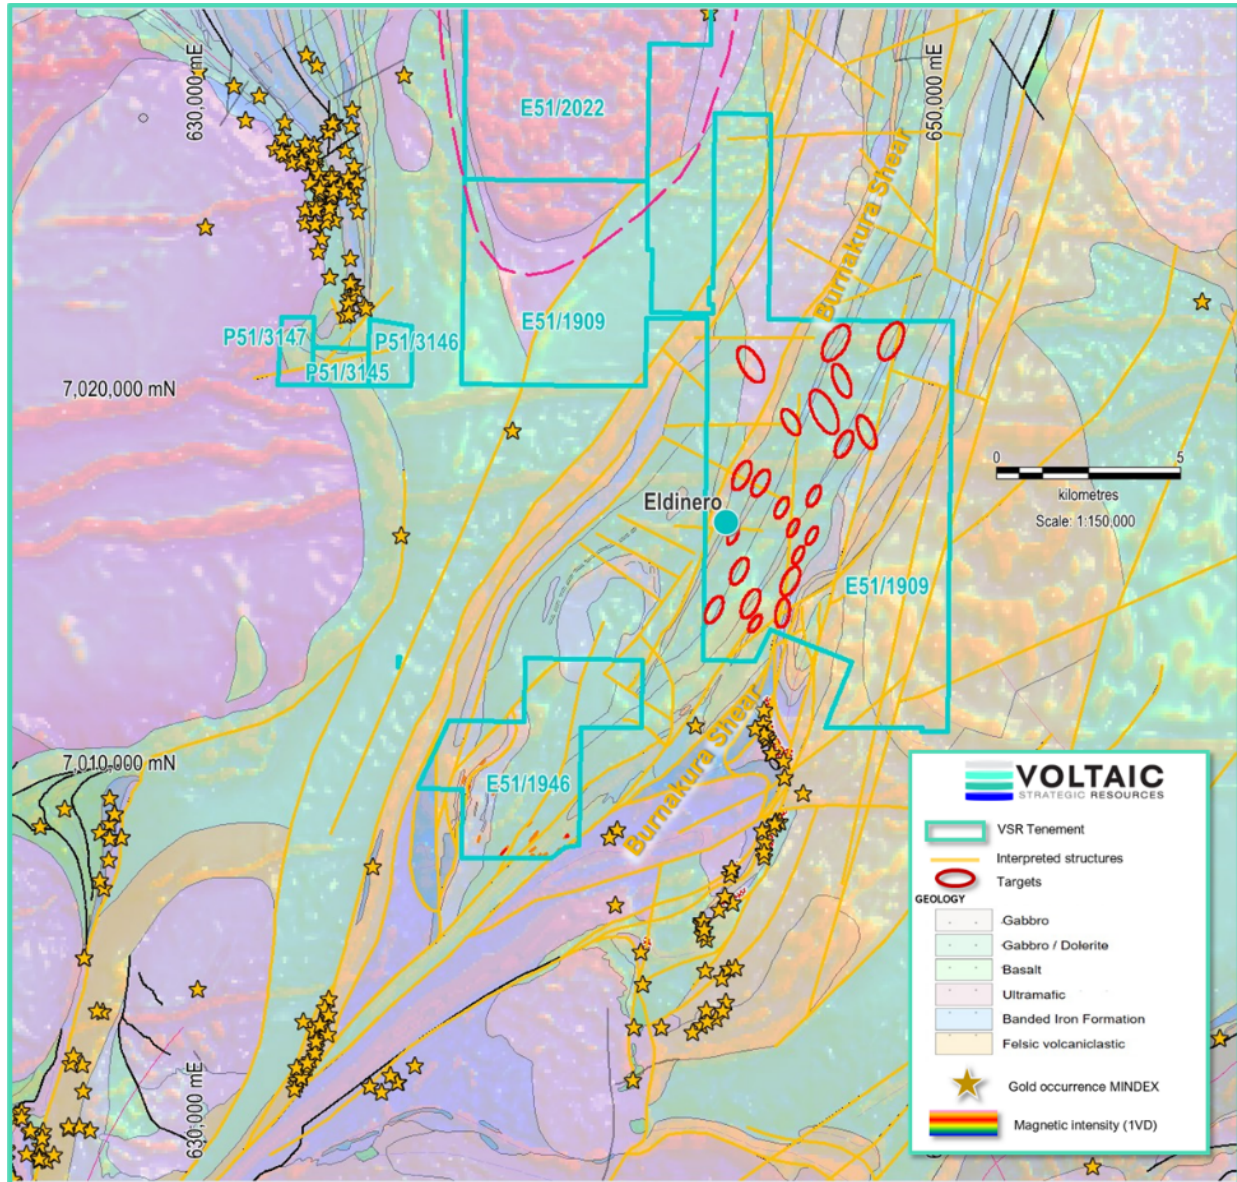 630,000 mE
650,000 mE
E51/2022
Burnakura Shear
E51/1909
P51/3147
P51/3146
P51/3145
7,020,000 mN
0
5
kilometres
Scale: 1:150,000
Eldinero
E51/1909
Burnakura Shear
7,010,000 mN
E51/1946
VOLTAIC
STRATEGIC RESOURCES
VSR Tenement
Interpreted structures
Targets
GEOLOGY
Gabbro
Gabbro / Dolerite
Basalt
Ultramafic
Banded Iron Formation
Felsic volcaniclastic
Gold occurrence MINDEX
Magnetic intensity (1VD)
630,000 mE